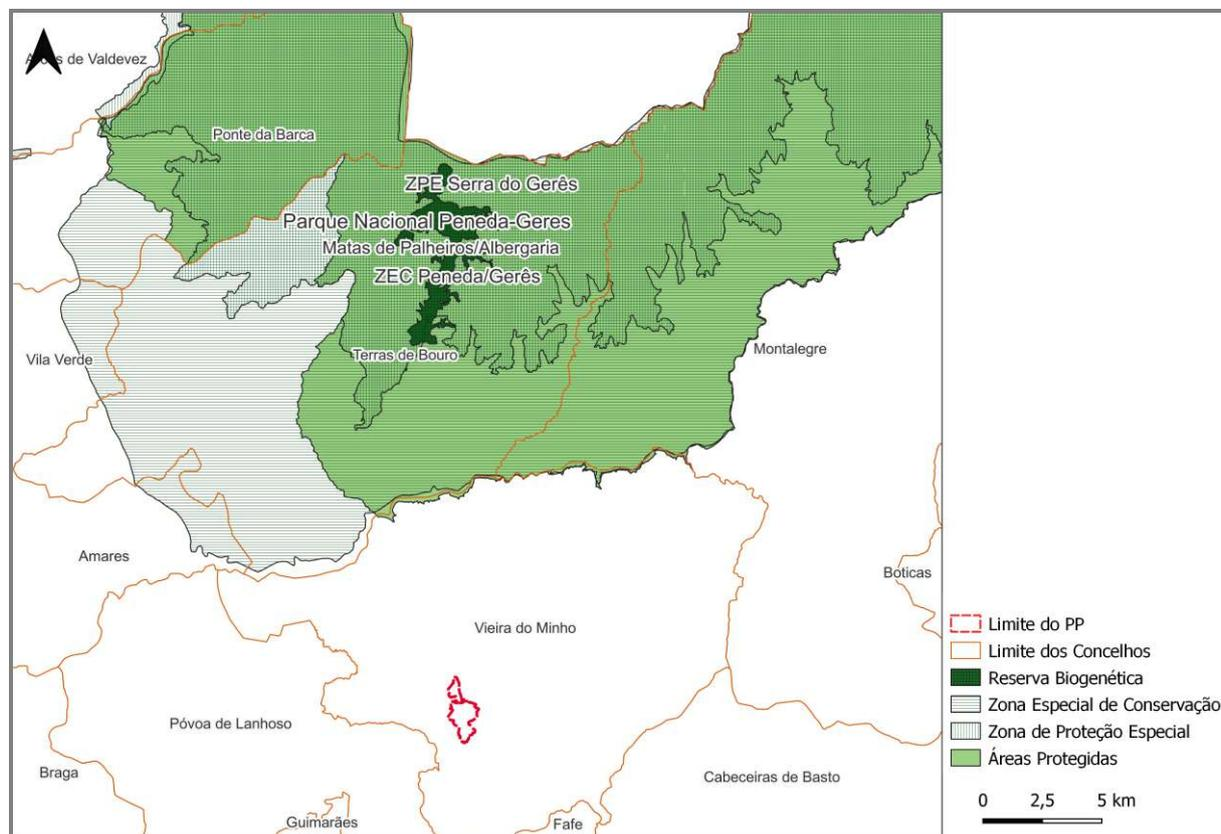 de Valdevez
Ponte da Barca
ZPE Serra do Gerês
Parque Nacional Peneda-Geres
Matas de Palheiros/Albergaria
ZEC Peneda/Gerês
Terras de Bouro
Vila Verde
Montalegre
Amares
Boticas
Vieira do Minho
Póvoa de Lanhoso
Braga
Cabeceiras de Basto
Guimarães
Fafe
Limite do PP
Limite dos Concelhos
Reserva Biogenética
Zona Especial de Conservação
Zona de Proteção Especial
Áreas Protegidas
0 2,5 5 km